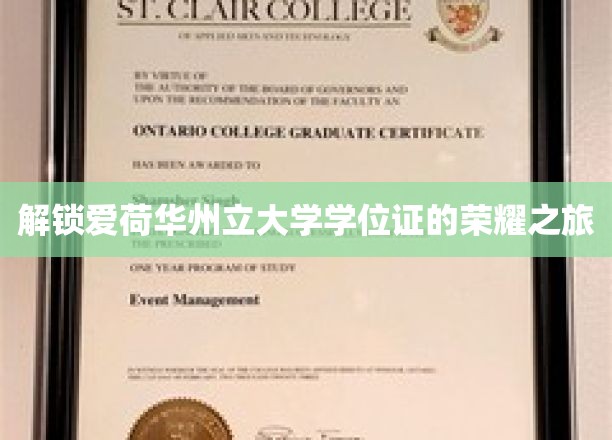 ST. CLAIR COLLEGE
OF APPLIED ARTS AND TECHNOLOGY
BY VIRTUE OF
THE AUTHORITY OF THE BOARD OF GOVERNORS AND
UPON THE RECOMMENDATION OF THE FACULTY AN
ONTARIO COLLEGE GRADUATE CERTIFICATE
HAS BEEN AWARDED TO
Shamsher Singh
解锁爱荷华州立大学学位证的荣耀之旅
ONE YEAR PROGRAM OF STUDY
Event Management